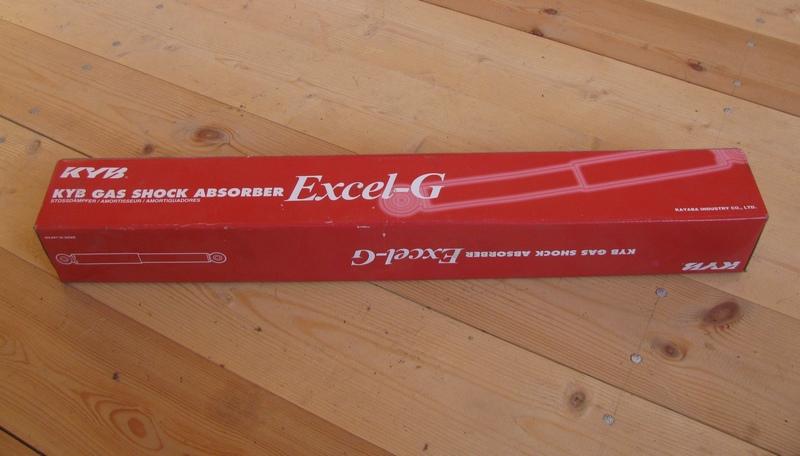 KYB
KYB GAS SHOCK ABSORBER Excel-G
STOSSDÄMPFER / AMORTISSEUR / AMORTIGUADORES
KAYABA INDUSTRY CO., LTD.
KYB
KYB GAS SHOCK ABSORBER Excel-G